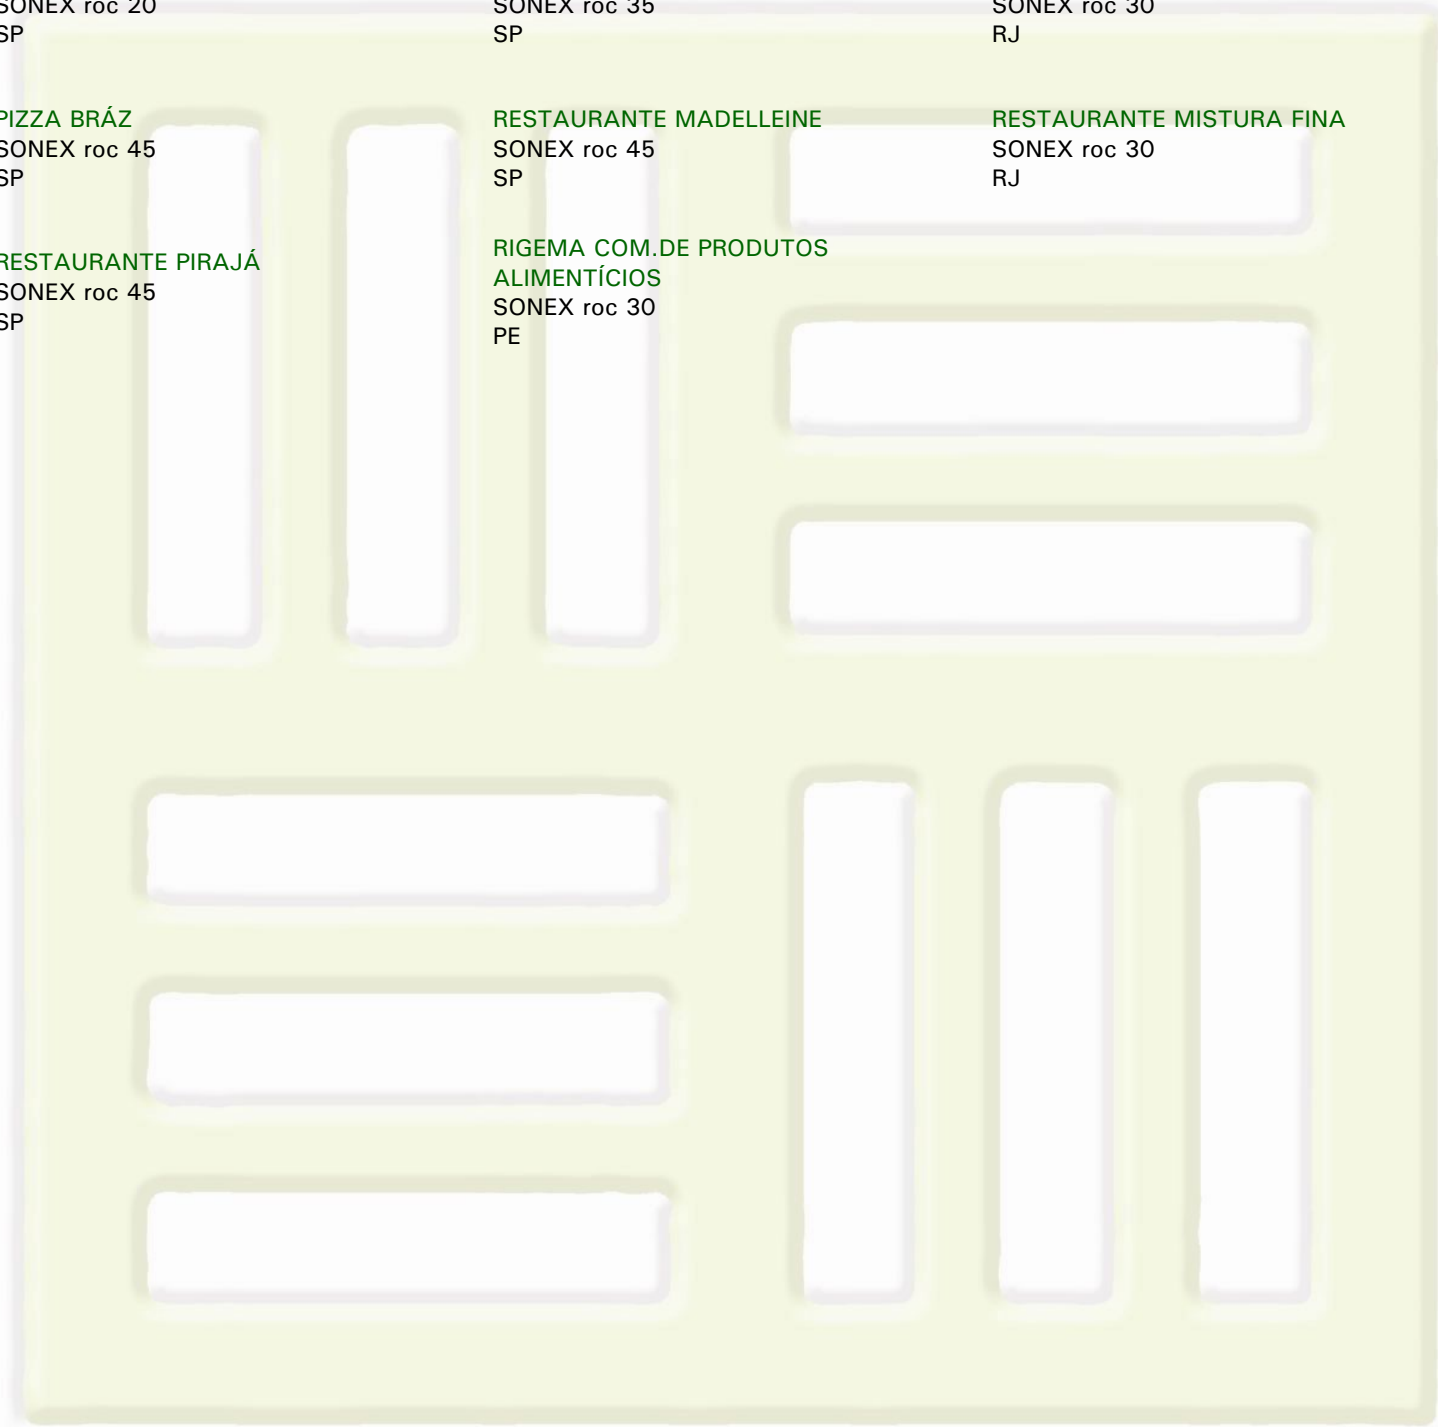 SONEX roc 20
SP
SONEX roc 35
SP
SONEX roc 30
RJ
PIZZA BRÁZ
SONEX roc 45
SP
RESTAURANTE MADELLEINE
SONEX roc 45
SP
RESTAURANTE MISTURA FINA
SONEX roc 30
RJ
RESTAURANTE PIRAJÁ
SONEX roc 45
SP
RIGEMA COM.DE PRODUTOS
ALIMENTÍCIOS
SONEX roc 30
PE